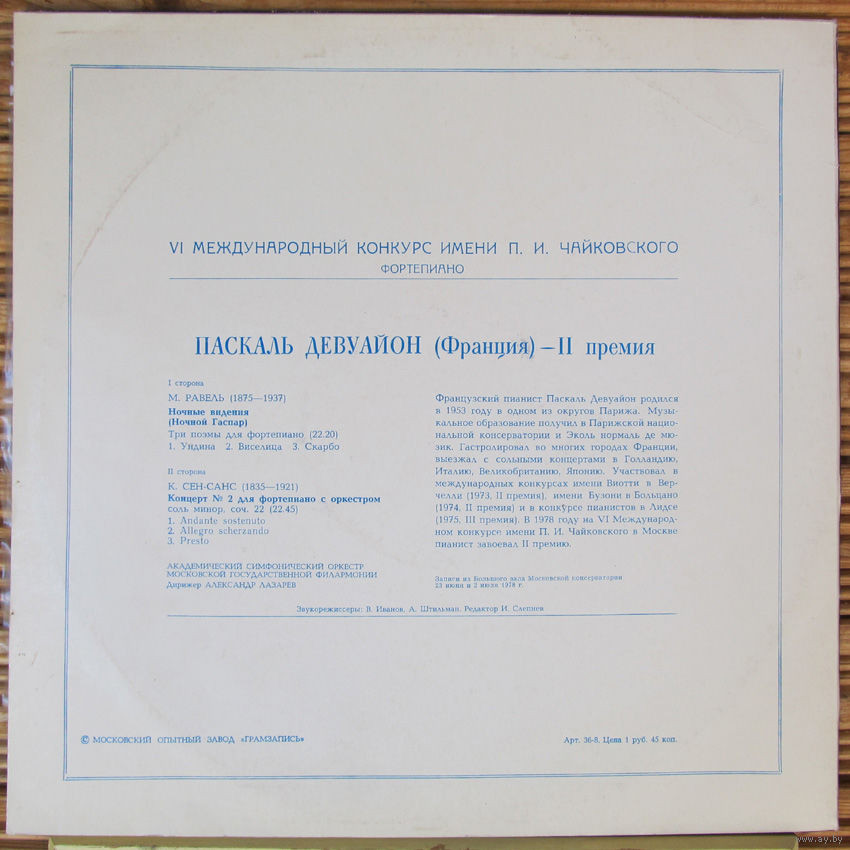 VI МЕЖДУНАРОДНЫЙ КОНКУРС ИМЕНИ П. И. ЧАЙКОВСКОГО
ФОРТЕПИАНО
ПАСКАЛЬ ДЕВУАЙОН (Франция) — II премия
I сторона
М. РАВЕЛЬ (1875—1937)
Ночные видения
(Ночной Гаспар)
Три поэмы для фортепиано (22.20)
1. Ундина 2. Виселица 3. Скарбо
II сторона
К. СЕН-САНС (1835—1921)
Концерт № 2 для фортепиано с оркестром
соль минор, соч. 22 (22.45)
1. Andante sostenuto
2. Allegro scherzando
3. Presto
АКАДЕМИЧЕСКИЙ СИМФОНИЧЕСКИЙ ОРКЕСТР
МОСКОВСКОЙ ГОСУДАРСТВЕННОЙ ФИЛАРМОНИИ
Дирижер АЛЕКСАНДР ЛАЗАРЕВ
Французский пианист Паскаль Девуайон родился
в 1953 году в одном из округов Парижа. Музы-
кальное образование получил в Парижской нацио-
нальной консерватории и Эколь нормаль де мю-
зик. Гастролировал во многих городах Франции,
выезжал с сольными концертами в Голландию,
Италию, Великобританию, Японию. Участвовал в
международных конкурсах имени Виотти в Вер-
челли (1973, II премия), имени Бузони в Больцано
(1974, II премия) и в конкурсе пианистов в Лидсе
(1975, III премия). В 1978 году на VI Международ-
ном конкурсе имени П. И. Чайковского в Москве
пианист завоевал II премию.
Записи из Большого зала Московской консерватории
23 июня и 2 июля 1978 г.
Звукорежиссеры: В. Иванов, А. Штильман. Редактор И. Слепнев
© МОСКОВСКИЙ ОПЫТНЫЙ ЗАВОД «ГРАМЗАПИСЬ»
Арт. 36-8. Цена 1 руб. 45 коп.
www.ay.by